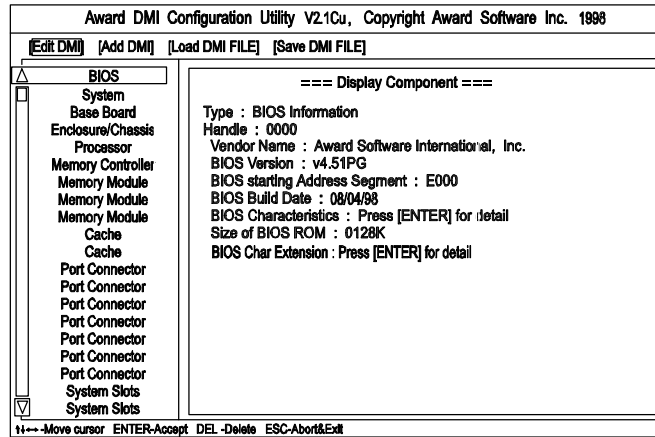 Award DMI Configuration Utility V2.1Cu, Copyright Award Software Inc. 1998
[Edit DMI] [Add DMI] [Load DMI FILE] [Save DMI FILE]
BIOS
System
Base Board
Enclosure/Chassis
Processor
Memory Controller
Memory Module
Memory Module
Memory Module
Cache
Cache
Port Connector
Port Connector
Port Connector
Port Connector
Port Connector
Port Connector
Port Connector
System Slots
System Slots
=== Display Component ===
Type : BIOS Information
Handle : 0000
Vendor Name : Award Software International, Inc.
BIOS Version : v4.51PG
BIOS starting Address Segment : E000
BIOS Build Date : 08/04/98
BIOS Characteristics : Press [ENTER] for detail
Size of BIOS ROM : 0128K
BIOS Char Extension : Press [ENTER] for detail
↑↓←→-Move cursor ENTER-Accept DEL -Delete ESC-Abort&Exit